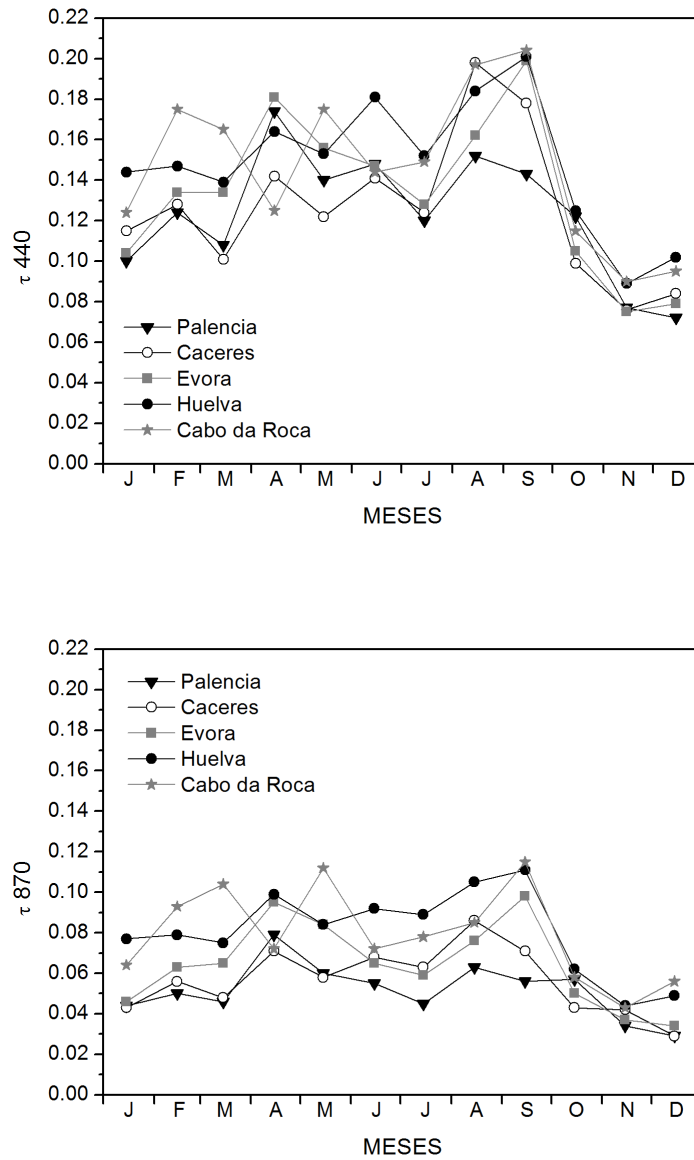 0.22
0.20
0.18
0.16
0.14
0.12
0.10
0.08
0.06
0.04
0.02
0.00
τ 440
Palencia
Caceres
Evora
Huelva
Cabo da Roca
J F M A M J J A S O N D
MESES
0.22
0.20
0.18
0.16
0.14
0.12
0.10
0.08
0.06
0.04
0.02
0.00
τ 870
Palencia
Caceres
Evora
Huelva
Cabo da Roca
J F M A M J J A S O N D
MESES